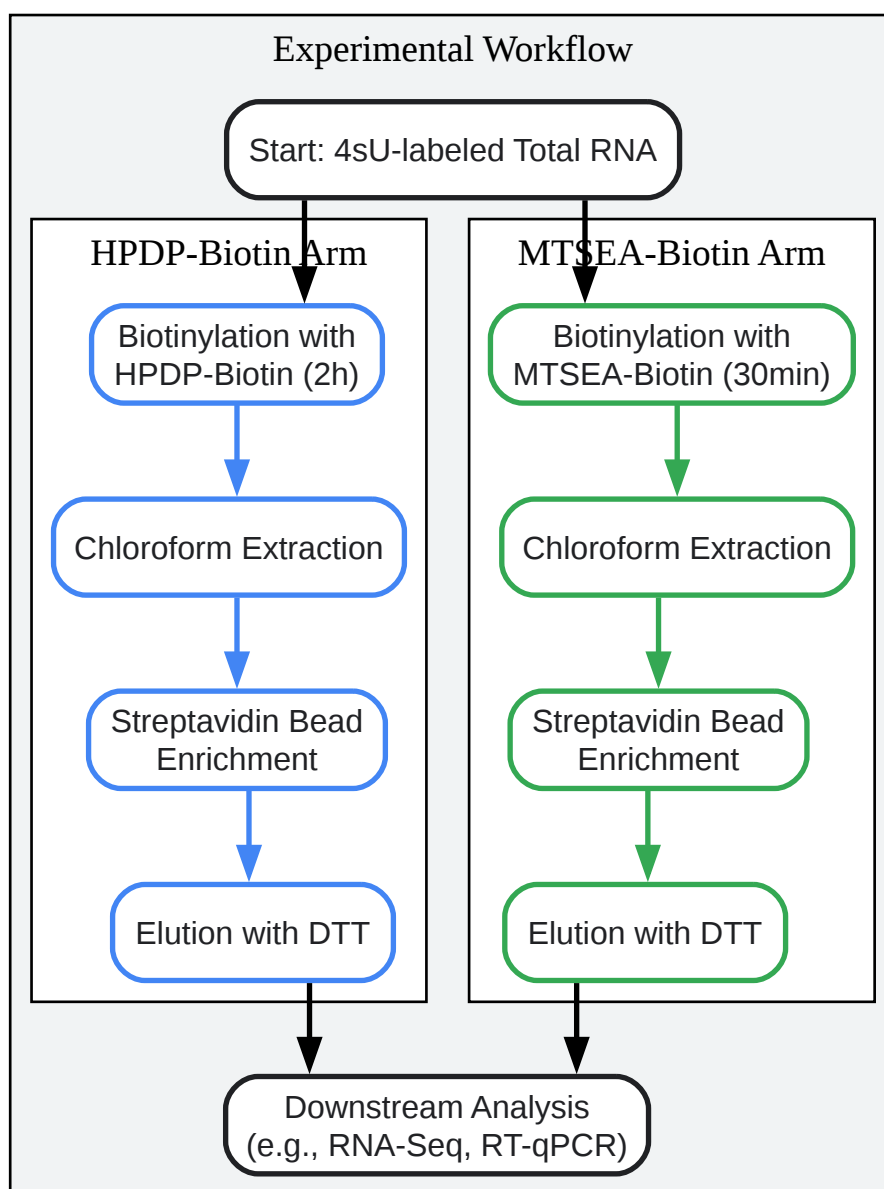 Experimental Workflow
Start: 4sU-labeled Total RNA
HPDP-Biotin Arm
Biotinylation with
HPDP-Biotin (2h)
Chloroform Extraction
Streptavidin Bead
Enrichment
Elution with DTT
MTSEA-Biotin Arm
Biotinylation with
MTSEA-Biotin (30min)
Chloroform Extraction
Streptavidin Bead
Enrichment
Elution with DTT
Downstream Analysis
(e.g., RNA-Seq, RT-qPCR)